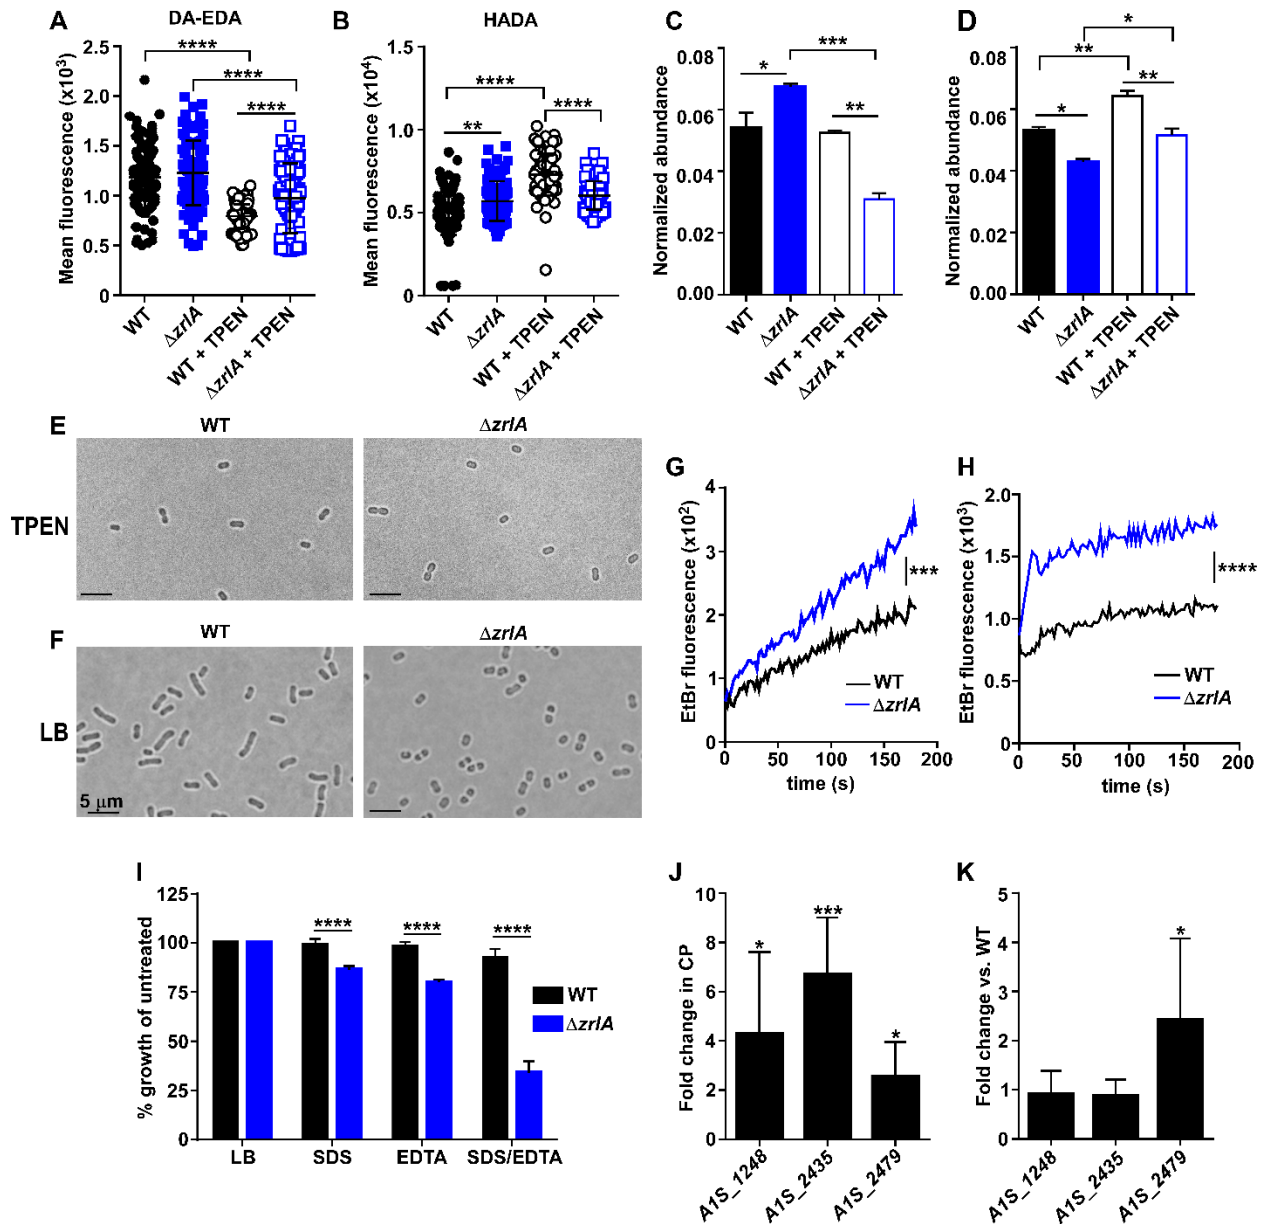 A
DA-EDA
Mean fluorescence (x10³)
2.5
2.0
1.5
1.0
0.5
0
****
****
****
WT
ΔzrlA
WT + TPEN
ΔzrlA + TPEN
B
HADA
Mean fluorescence (x10⁴)
1.5
1.0
0.5
0
****
****
**
WT
ΔzrlA
WT + TPEN
ΔzrlA + TPEN
C
Normalized abundance
0.08
0.06
0.04
0.02
0.00
***
*
**
WT
ΔzrlA
WT + TPEN
ΔzrlA + TPEN
D
Normalized abundance
0.08
0.06
0.04
0.02
0.00
*
**
**
*
WT
ΔzrlA
WT + TPEN
ΔzrlA + TPEN
E
WT
ΔzrlA
TPEN
F
WT
ΔzrlA
LB
5 μm
G
EtBr fluorescence (x10²)
4
3
2
1
0
***
WT
ΔzrlA
0 50 100 150 200
time (s)
H
EtBr fluorescence (x10³)
2.0
1.5
1.0
0.5
0
****
WT
ΔzrlA
0 50 100 150 200
time (s)
I
% growth of untreated
125
100
75
50
25
0
****
****
****
WT
ΔzrlA
LB SDS EDTA SDS/EDTA
J
Fold change in CP
10
8
6
4
2
0
*
***
*
A1S_1248
A1S_2435
A1S_2479
K
Fold change vs. WT
5
4
3
2
1
0
*
A1S_1248
A1S_2435
A1S_2479